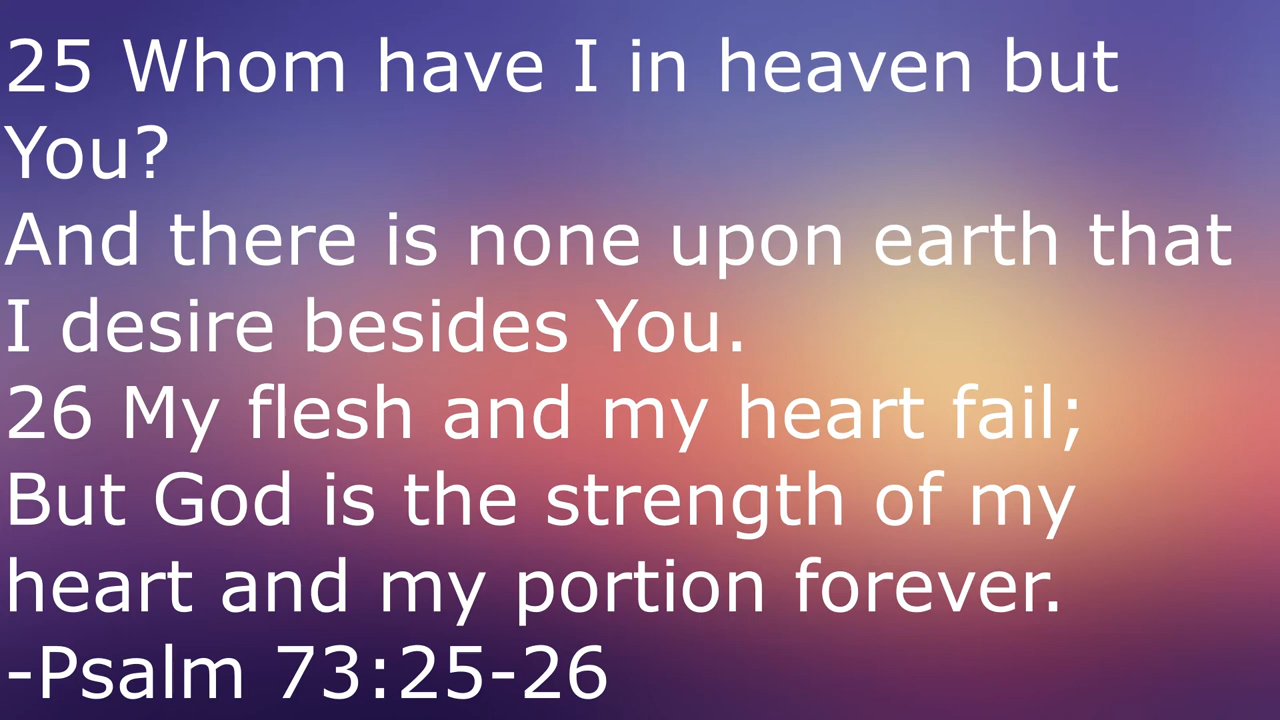 25 Whom have I in heaven but
You?
And there is none upon earth that
I desire besides You.
26 My flesh and my heart fail;
But God is the strength of my
heart and my portion forever.
-Psalm 73:25-26